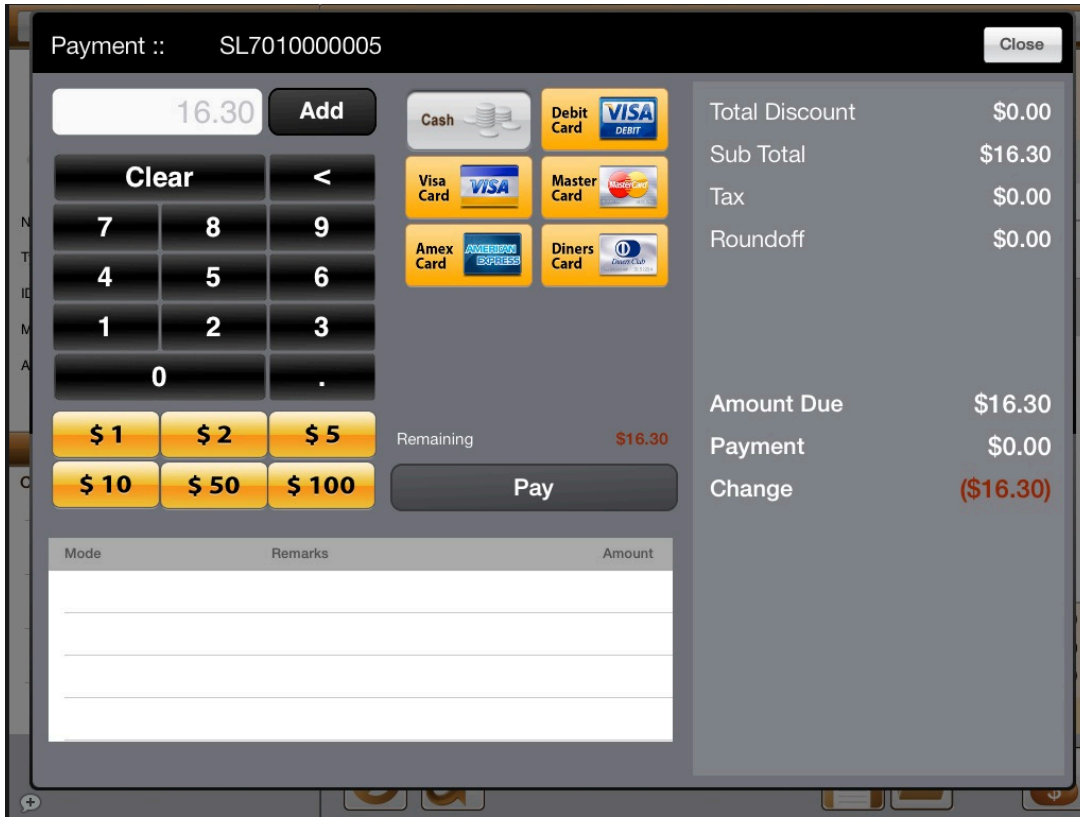 Payment :: SL7010000005
Close
16.30
Add
Clear
<
7
8
9
4
5
6
1
2
3
0
.
$ 1
$ 2
$ 5
$ 10
$ 50
$ 100
Cash
Debit
Card
VISA
DEBIT
Visa
Card
VISA
Master
Card
MasterCard
Amex
Card
AMERICAN
EXPRESS
Diners
Card
Diners Club
Remaining $16.30
Pay
Mode Remarks Amount
Total Discount $0.00
Sub Total $16.30
Tax $0.00
Roundoff $0.00
Amount Due $16.30
Payment $0.00
Change ($16.30)
N
T
ID
M
A
C
$